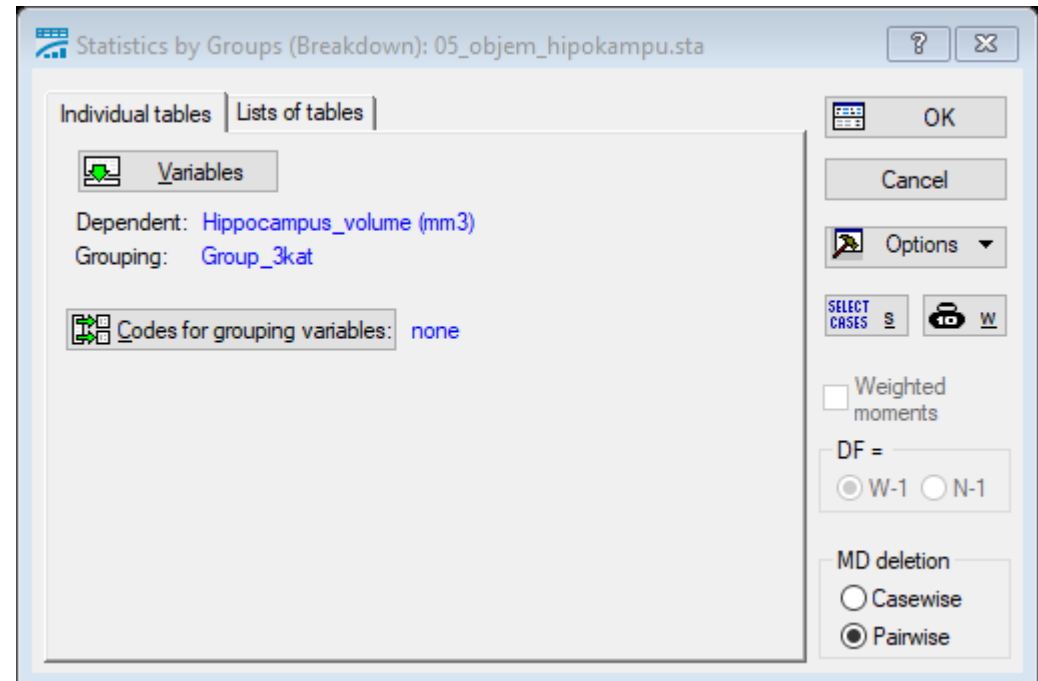 Statistics by Groups (Breakdown): 05_objem_hipokampu.sta
Individual tables
Lists of tables
Variables
Dependent: Hippocampus_volume (mm3)
Grouping: Group_3kat
Codes for grouping variables: none
OK
Cancel
Options
SELECT
CASES
S
w
Weighted
moments
DF =
W-1 N-1
MD deletion
Casewise
Pairwise